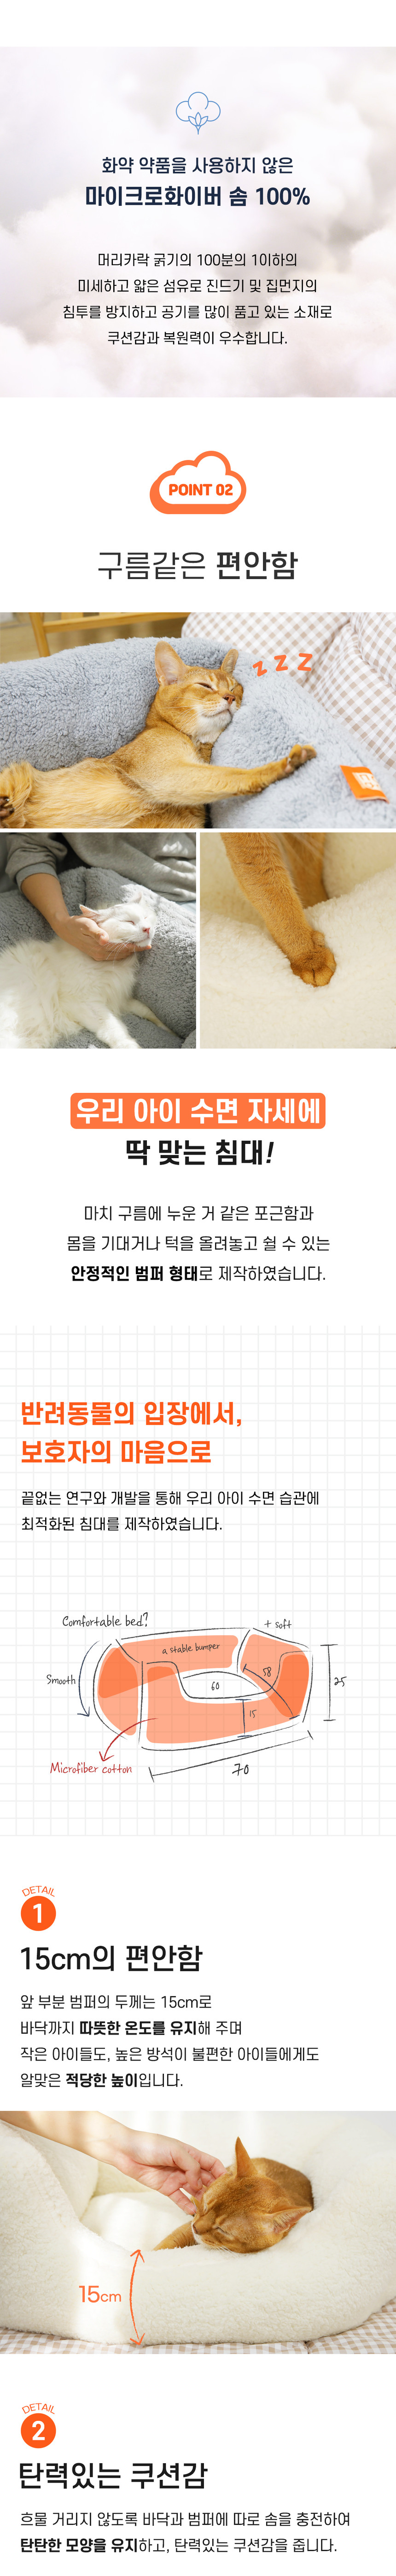 화약 약품을 사용하지 않은
마이크로화이버 솜 100%
머리카락 굵기의 100분의 1이하의
미세하고 얇은 섬유로 진드기 및 집먼지의
침투를 방지하고 공기를 많이 품고 있는 소재로
쿠션감과 복원력이 우수합니다.
POINT 02
구름같은 편안함
z z z
우리 아이 수면 자세에
딱 맞는 침대!
마치 구름에 누운 거 같은 포근함과
몸을 기대거나 턱을 올려놓고 쉴 수 있는
안정적인 범퍼 형태로 제작하였습니다.
반려동물의 입장에서,
보호자의 마음으로
끝없는 연구와 개발을 통해 우리 아이 수면 습관에
최적화된 침대를 제작하였습니다.
Comfortable bed?
+ soft
a stable bumper
Smooth
58
60
25
15
Microfiber cotton
70
DETAIL
1
15cm의 편안함
앞 부분 범퍼의 두께는 15cm로
바닥까지 따뜻한 온도를 유지해 주며
작은 아이들도, 높은 방석이 불편한 아이들에게도
알맞은 적당한 높이입니다.
15cm
DETAIL
2
탄력있는 쿠션감
흐물 거리지 않도록 바닥과 범퍼에 따로 솜을 충전하여
탄탄한 모양을 유지하고, 탄력있는 쿠션감을 줍니다.